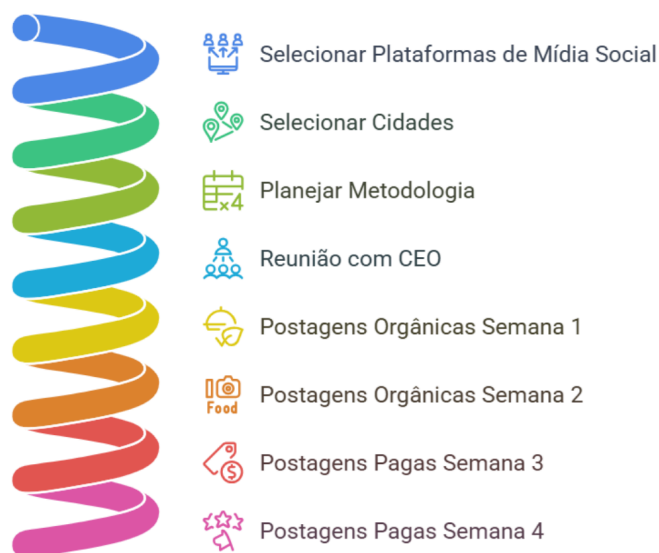 Selecionar Plataformas de Mídia Social
Selecionar Cidades
x4
Planejar Metodologia
Reunião com CEO
Postagens Orgânicas Semana 1
Food
Postagens Orgânicas Semana 2
$
Postagens Pagas Semana 3
Postagens Pagas Semana 4